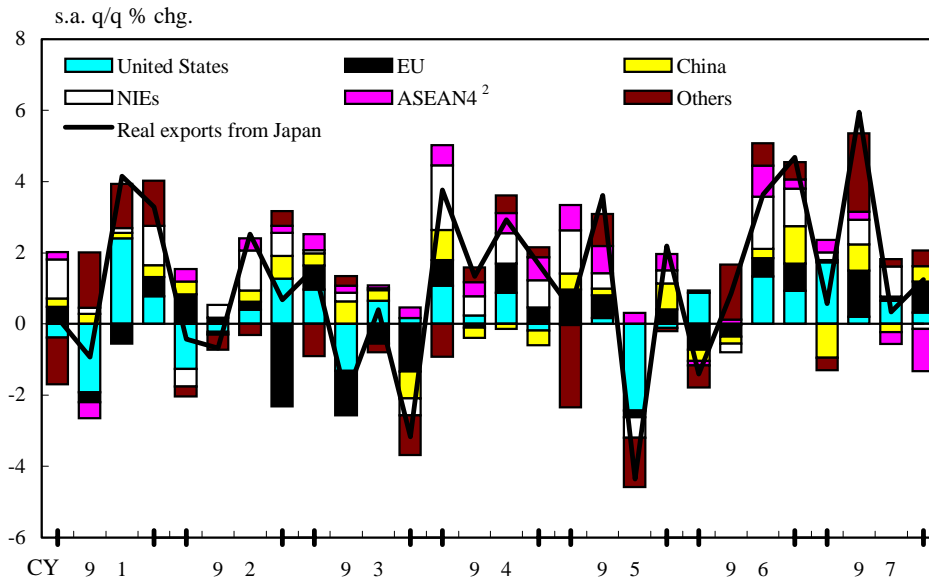 s.a. q/q % chg.
8
United States EU China
NIEs ASEAN4 2 Others
Real exports from Japan
6
4
2
0
-2
-4
-6
CY 9 1 9 2 9 3 9 4 9 5 9 6 9 7